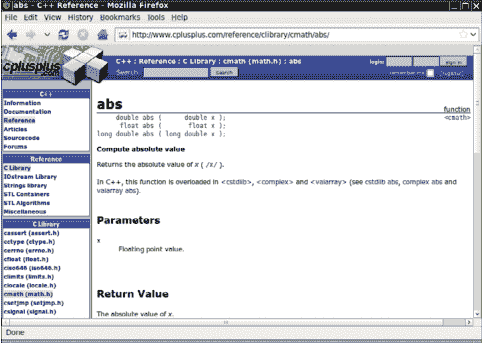 abs - C++ Reference - Mozilla Firefox
File Edit View History Bookmarks Tools Help
http://www.cplusplus.com/reference/clibrary/cmath/abs/
cplusplus.com
C++ : Reference : C Library : cmath (math.h) : abs
login:
sign in
Search:
Search
remember me
[register]
C++
Information
Documentation
Reference
Articles
Sourcecode
Forums
Reference
C Library
IOstream Library
Strings library
STL Containers
STL Algorithms
Miscellaneous
C Library
cassert (assert.h)
cctype (ctype.h)
cerrno (errno.h)
cfloat (float.h)
ciso646 (iso646.h)
climits (limits.h)
clocale (locale.h)
cmath (math.h)
csetjmp (setjmp.h)
csignal (signal.h)
abs
function
double abs ( double x );
<cmath>
float abs ( float x );
long double abs ( long double x );
Compute absolute value
Returns the absolute value of x ( /x/ ).
In C++, this function is overloaded in <cstdlib>, <complex> and <valarray> (see cstdlib abs, complex abs and
valarray abs).
Parameters
x
Floating point value.
Return Value
The absolute value of x.
Done